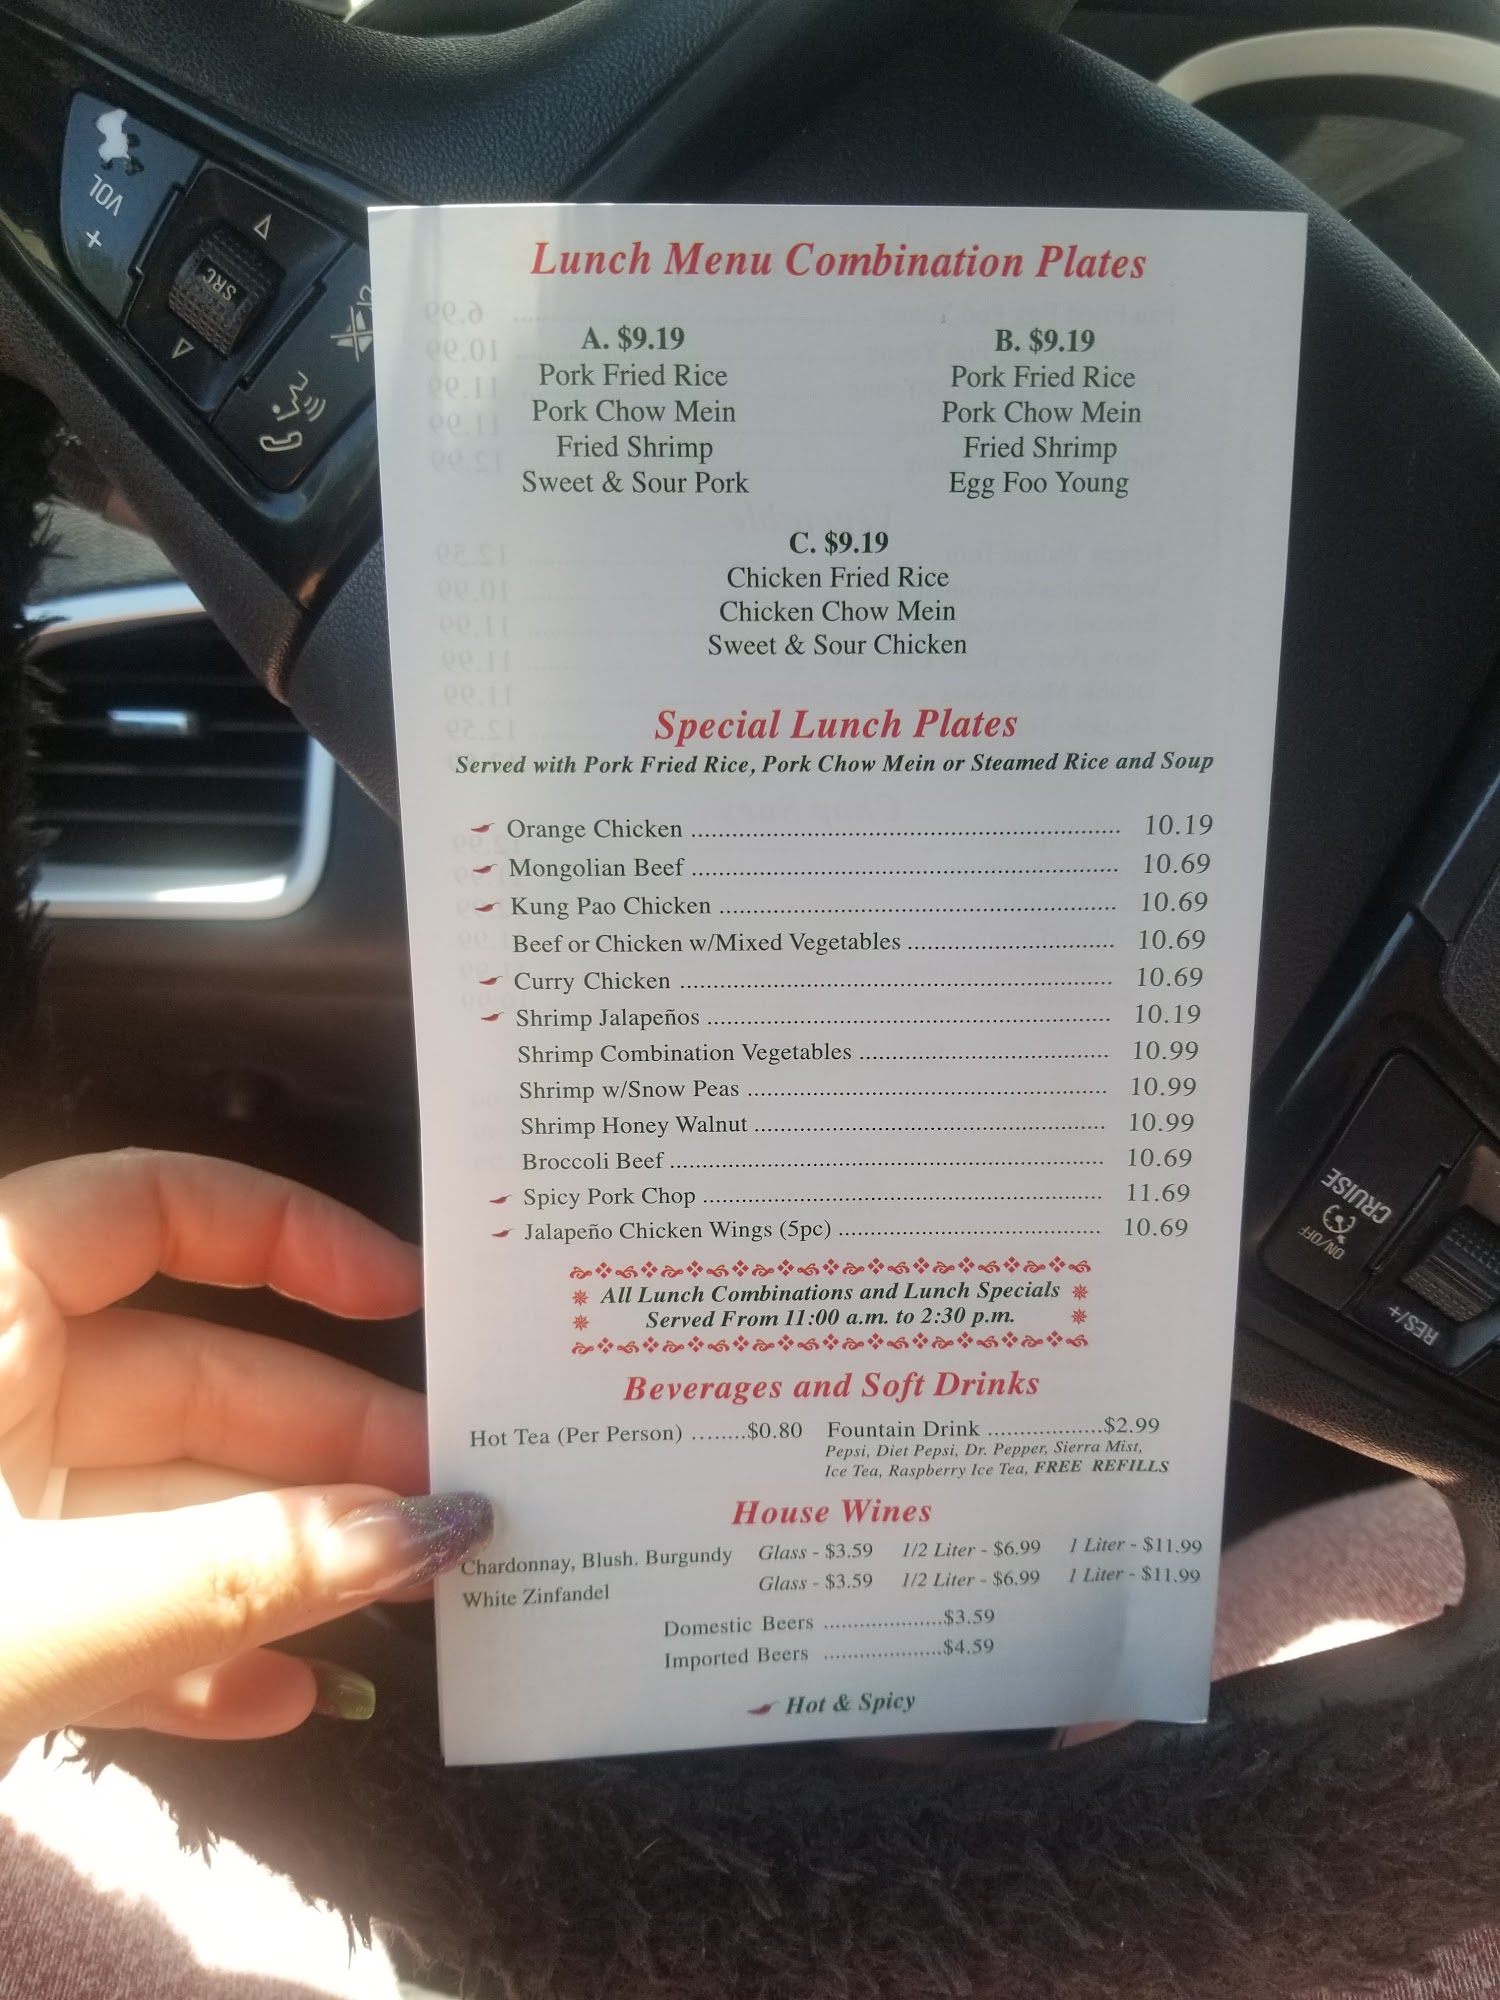 VOL
+
SRC
Lunch Menu Combination Plates
A. $9.19
Pork Fried Rice
Pork Chow Mein
Fried Shrimp
Sweet & Sour Pork
B. $9.19
Pork Fried Rice
Pork Chow Mein
Fried Shrimp
Egg Foo Young
C. $9.19
Chicken Fried Rice
Chicken Chow Mein
Sweet & Sour Chicken
Special Lunch Plates
Served with Pork Fried Rice, Pork Chow Mein or Steamed Rice and Soup
Orange Chicken ........ 10.19
Mongolian Beef ........ 10.69
Kung Pao Chicken ........ 10.69
Beef or Chicken w/Mixed Vegetables ........ 10.69
Curry Chicken ........ 10.69
Shrimp Jalapeños ........ 10.19
Shrimp Combination Vegetables ........ 10.99
Shrimp w/Snow Peas ........ 10.99
Shrimp Honey Walnut ........ 10.99
Broccoli Beef ........ 10.69
Spicy Pork Chop ........ 11.69
Jalapeño Chicken Wings (5pc) ........ 10.69
All Lunch Combinations and Lunch Specials
Served From 11:00 a.m. to 2:30 p.m.
Beverages and Soft Drinks
Hot Tea (Per Person) ........$0.80
Fountain Drink ........$2.99
Pepsi, Diet Pepsi, Dr. Pepper, Sierra Mist,
Ice Tea, Raspberry Ice Tea, FREE REFILLS
House Wines
Chardonnay, Blush. Burgundy Glass - $3.59 1/2 Liter - $6.99 1 Liter - $11.99
White Zinfandel Glass - $3.59 1/2 Liter - $6.99 1 Liter - $11.99
Domestic Beers ........$3.59
Imported Beers ........$4.59
Hot & Spicy
CRUISE
ON/OFF
RES/+